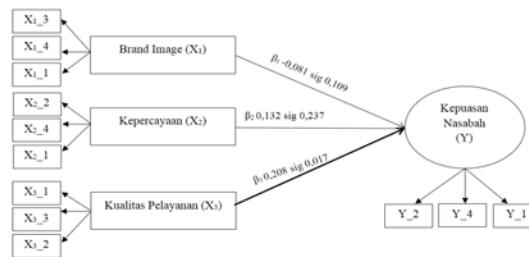 X1_3
X1_4
X1_1
Brand Image (X1)
β1 -0,081 sig 0,109
X2_2
X2_4
X2_1
Kepercayaan (X2)
β2 0,132 sig 0,237
Kepuasan
Nasabah
(Y)
X3_1
X3_3
X3_2
Kualitas Pelayanan (X3)
β3 0,208 sig 0.017
Y_2
Y_4
Y_1